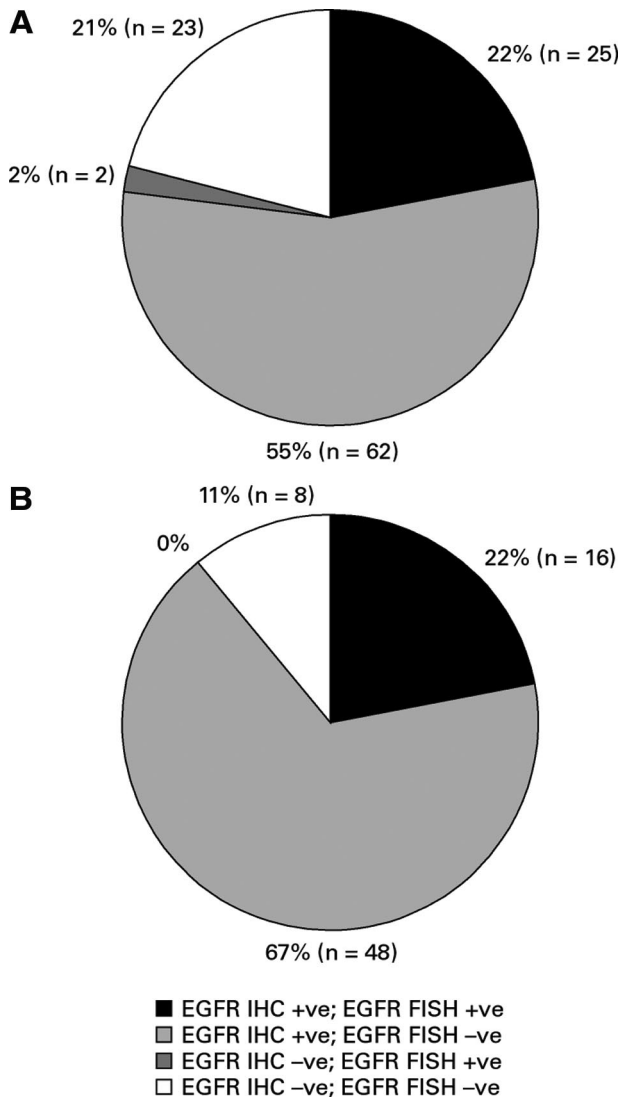 A
21% (n = 23)
22% (n = 25)
2% (n = 2)
55% (n = 62)
B
11% (n = 8)
0%
22% (n = 16)
67% (n = 48)
EGFR IHC +ve; EGFR FISH +ve
EGFR IHC +ve; EGFR FISH –ve
EGFR IHC –ve; EGFR FISH +ve
EGFR IHC –ve; EGFR FISH –ve